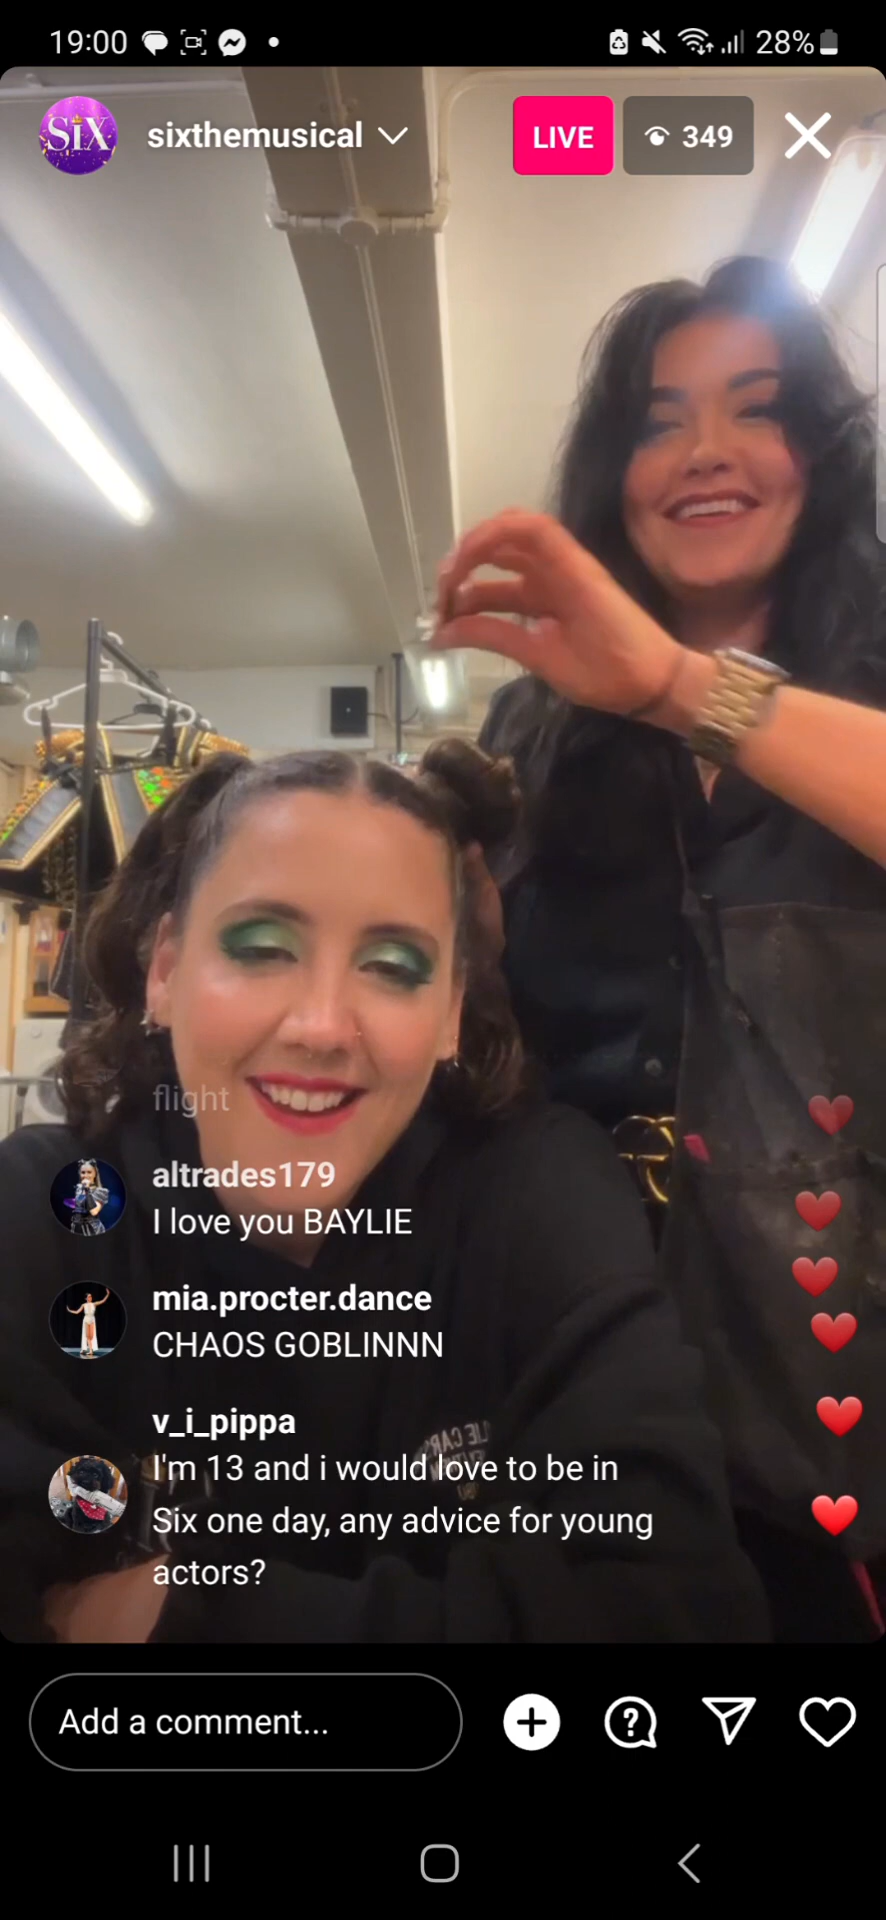 19:00
28%
SIX
sixthemusical
LIVE
349
flight
altrades179
I love you BAYLIE
mia.procter.dance
CHAOS GOBLINNN
v_i_pippa
I'm 13 and i would love to be in
Six one day, any advice for young
actors?
Add a comment...